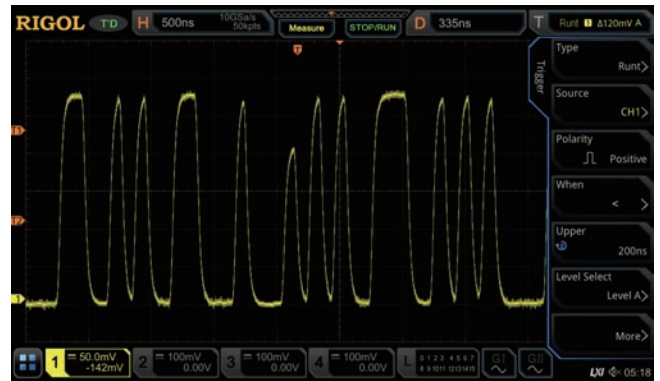 RIGOL T'D H 500ns 10GSa/s 50kpts Measure STOP/RUN D 335ns T Runt 1 Δ120mV A
T
Trigger
Type
Runt>
Source
CH1>
T1
Polarity
Positive
When
< >
T2
Upper
200ns
Level Select
Level A>
1
More>
1 50.0mV
-142mV
2 100mV
0.00V
3 100mV
0.00V
4 100mV
0.00V
L 0 1 2 3 4 5 6 7
8 9 10 11 12 13 14 15
GI
GII
LXI 05:18